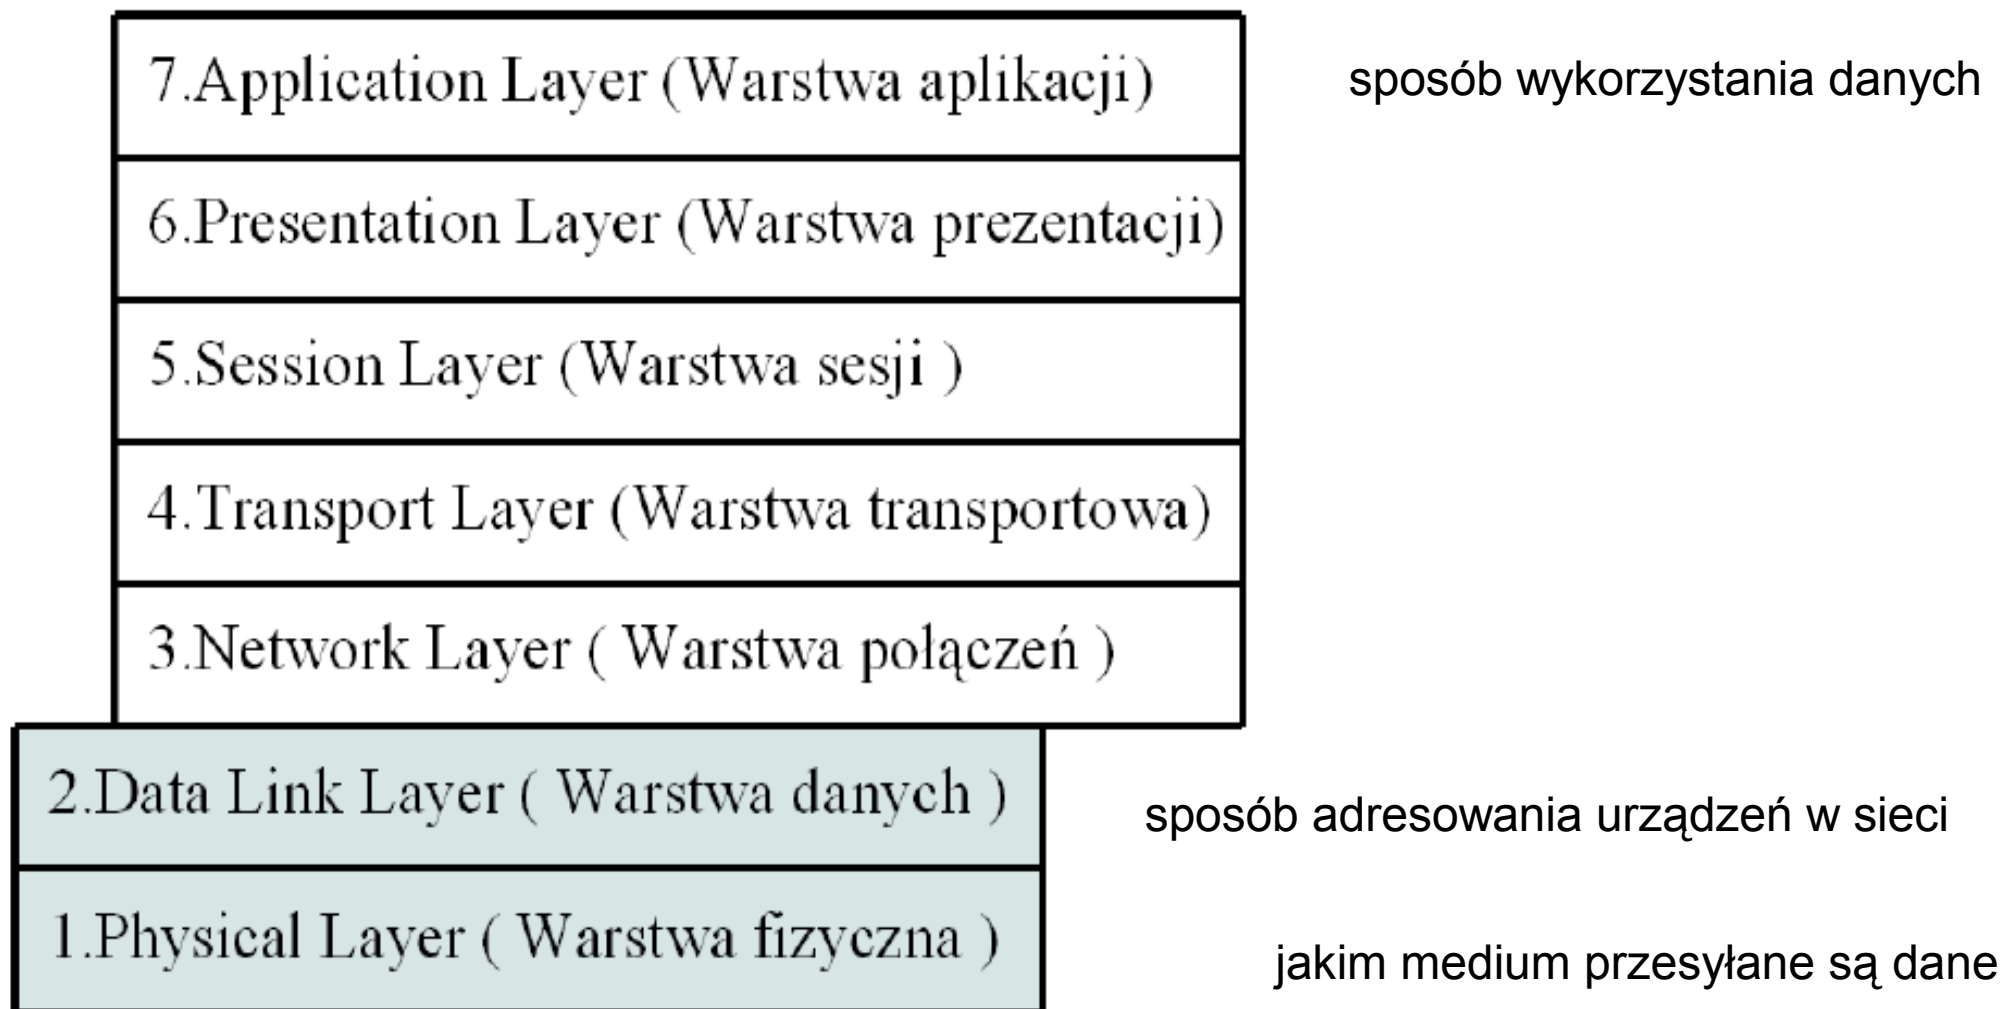 7.Application Layer (Warstwa aplikacji)
sposób wykorzystania danych
6.Presentation Layer (Warstwa prezentacji)
5.Session Layer (Warstwa sesji )
4.Transport Layer (Warstwa transportowa)
3.Network Layer ( Warstwa połączeń )
2.Data Link Layer ( Warstwa danych )
sposób adresowania urządzeń w sieci
1.Physical Layer ( Warstwa fizyczna )
jakim medium przesyłane są dane